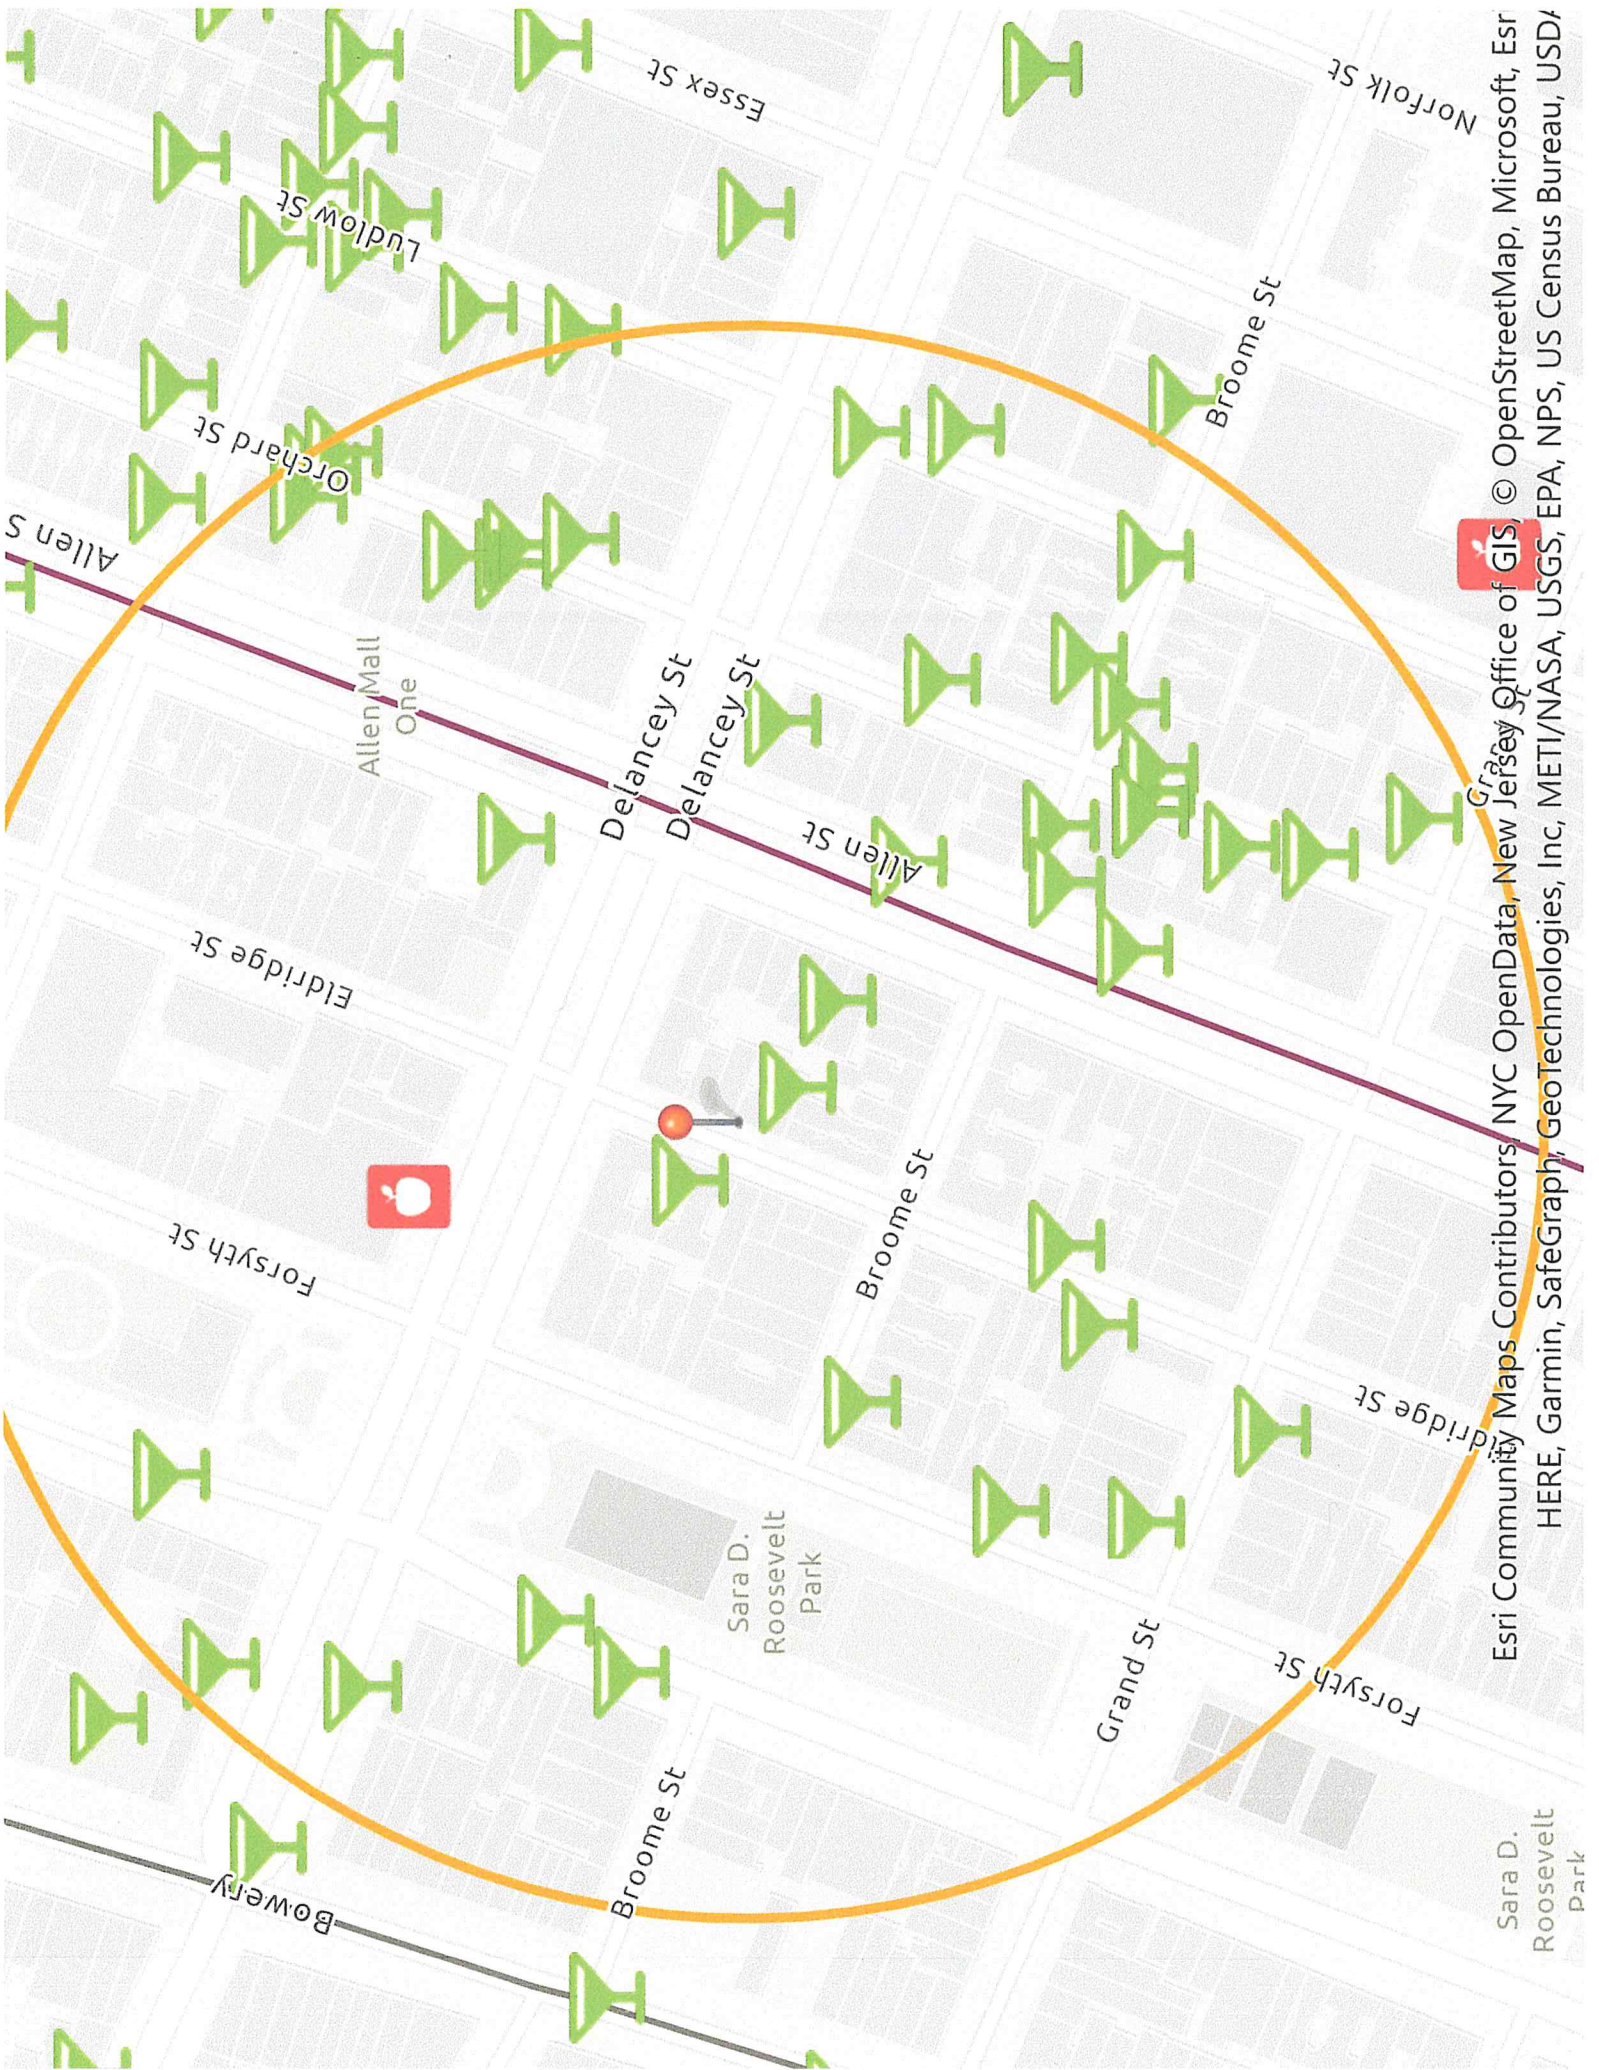 Allen S
Bowery
Forsyth St
Eldridge St
Orchard St
Ludlow St
Allen Mall
One
Broome St
Delancey St
Delancey St
Essex St
Sara D.
Roosevelt
Park
Allen St
Broome St
Grand St
Broome St
Forsyth St
Eldridge St
Norfolk St
Sara D.
Roosevelt
Park
Esri Community Maps Contributors, NYC OpenData, New Jersey Office of GIS, © OpenStreetMap, Microsoft, Esr
HERE, Garmin, SafeGraph, GeoTechnologies, Inc, METI/NASA, USGS, EPA, NPS, US Census Bureau, USDA